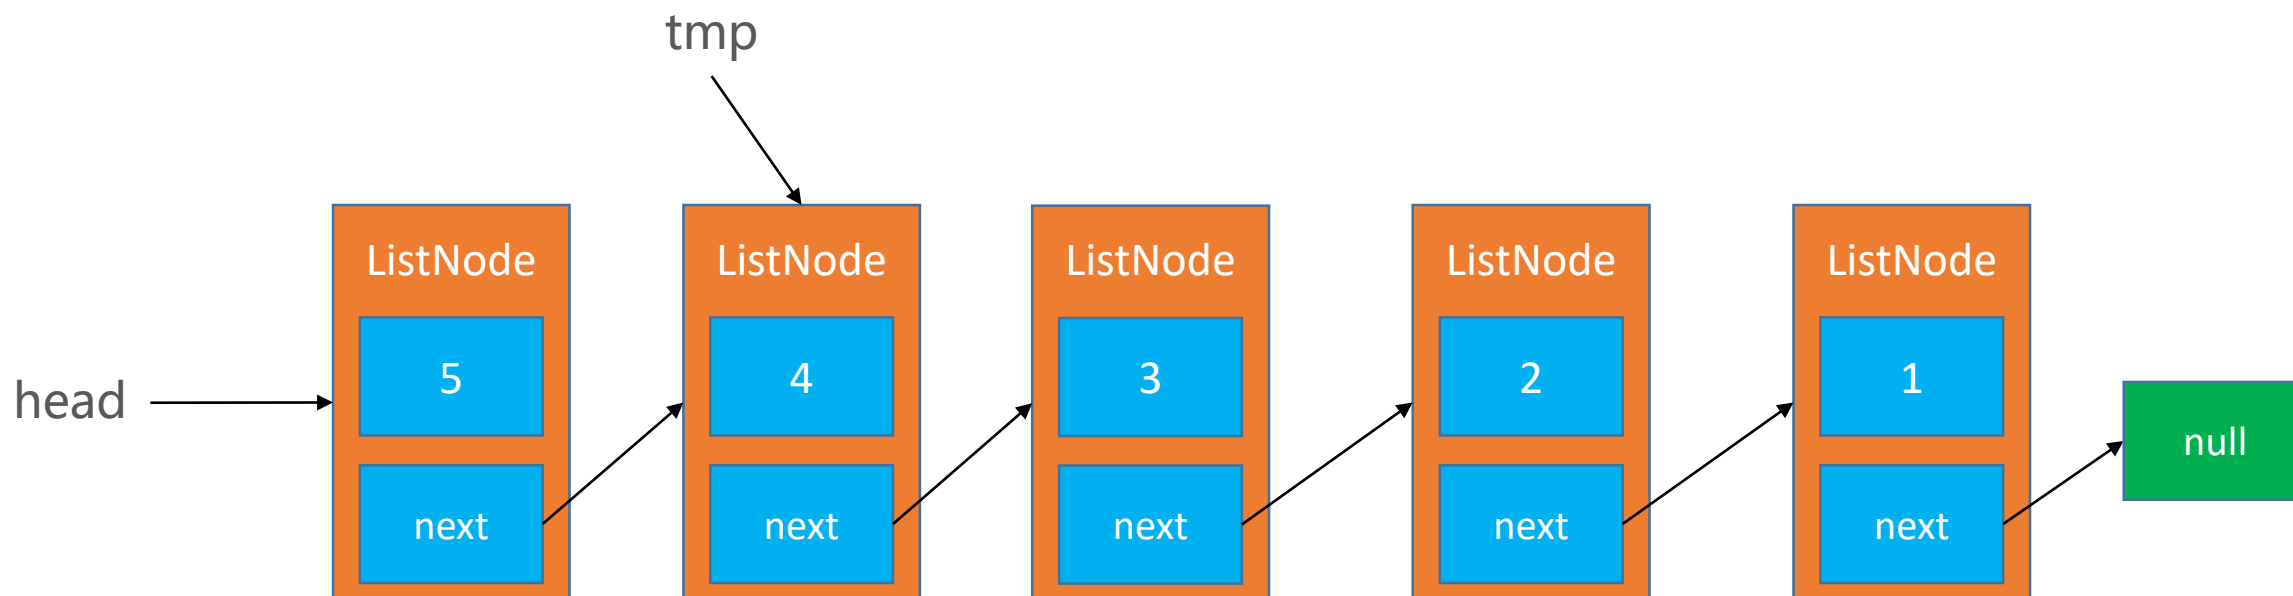 tmp
head
ListNode
5
next
ListNode
4
next
ListNode
3
next
ListNode
2
next
ListNode
1
next
null